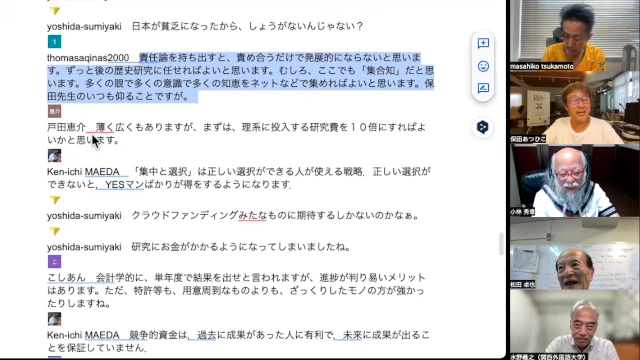 yoshida-sumiyaki 日本が貧乏になったから、しょうがないんじゃない？
t
thomasaqinas2000 責任論を持ち出すと、責め合うだけで発展的にならないと思いま
す。ずっと後の歴史研究に任せればよいと思います。むしろ、ここでも「集合知」だと思
います。多くの眼で多くの意識で多くの知恵をネットなどで集めればよいと思います。保
田先生のいつも仰ることですが。
恵介
戸田恵介 薄く広くもありますが、まずは、理系に投入する研究費を１０倍にすればよ
いかと思います。
Ken-ichi MAEDA 「集中と選択」は正しい選択ができる人が使える戦略．正しい選択が
できないと，YESマンばかりが得をするようになります．
yoshida-sumiyaki クラウドファンディングみたなものに期待するしかないのかなぁ。
yoshida-sumiyaki 研究にお金がかかるようになってしまいましたね。
こ
こしあん 会計学的に、単年度で結果を出せと言われますが、進捗が判り易いメリット
はあります。ただ、特許等も、用意周到なものよりも、ざっくりしたモノの方が強かっ
たりしますね。
Ken-ichi MAEDA 競争的資金は，過去に成果があった人に有利で，未来に成果が出るこ
とを保証していません．
masahiko tsukamoto
保田あつひこ
小林 秀章
松田 卓也
水野義之（関西外国語大学）